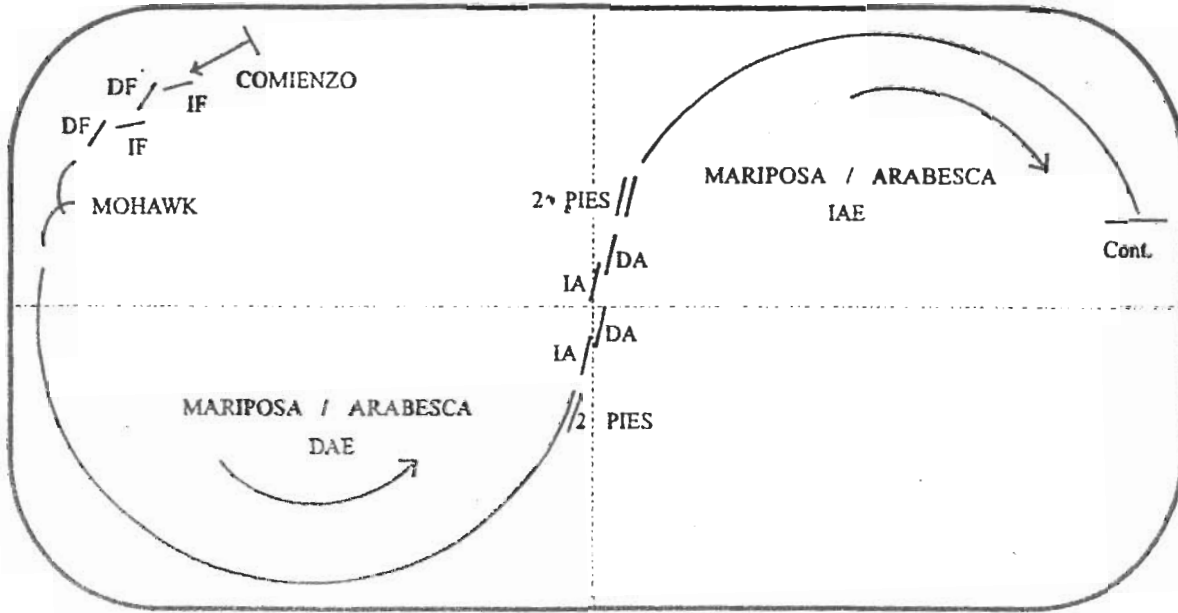 COMIENZO
DF
IF
DF
IF
MOHAWK
MARIPOSA / ARABESCA
DAE
2 PIES
IA
DA
IA
DA
2 PIES
MARIPOSA / ARABESCA
IAE
Cont.